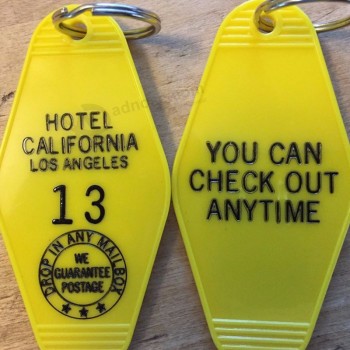 HOTEL
CALIFORNIA
LOS ANGELES
13
DROP IN ANY MAILBOX
WE
GUARANTEE
POSTAGE
YOU CAN
CHECK OUT
ANYTIME